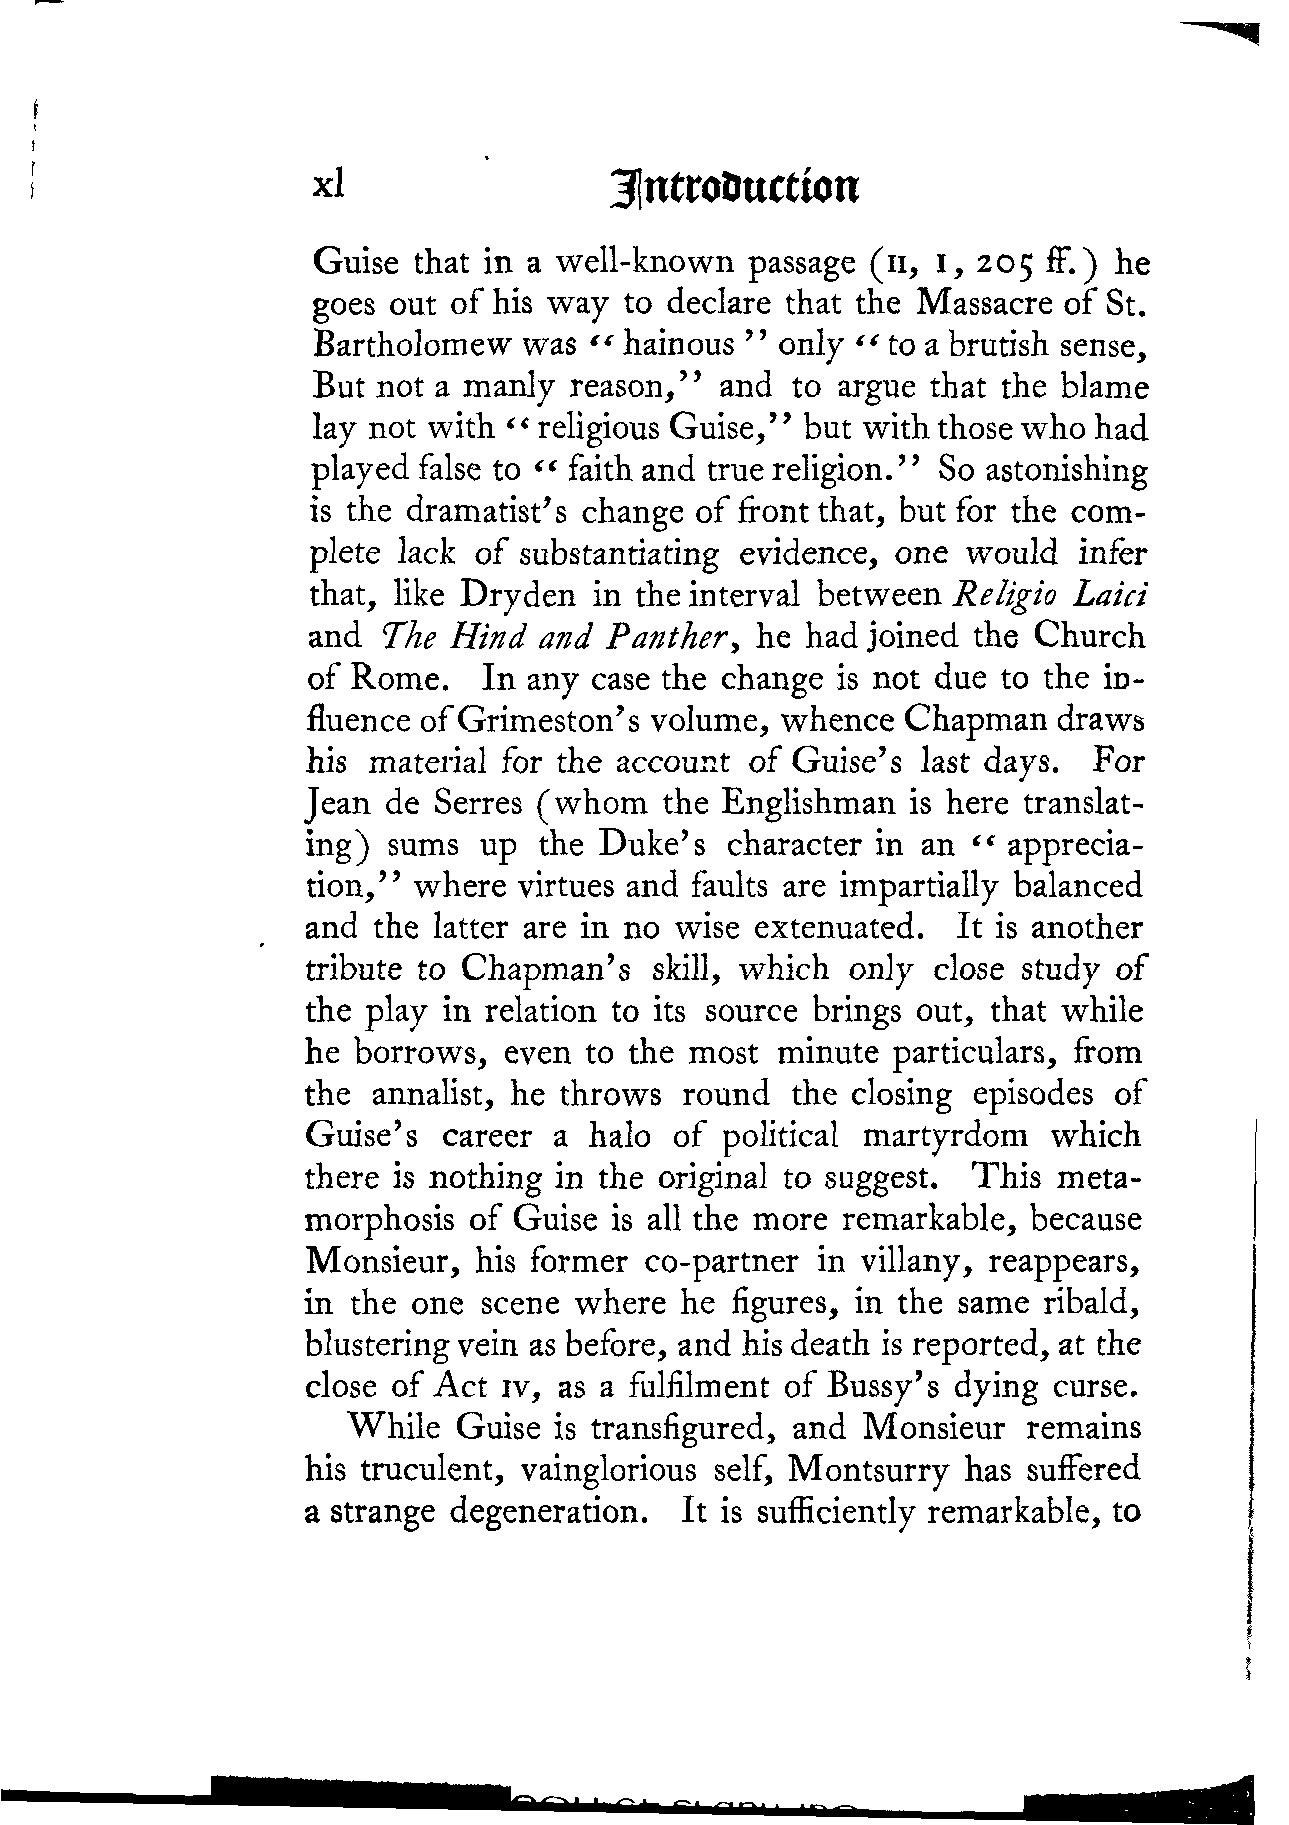 xl Introduction
Guise that in a well-known passage (II, I, 205 ff.) he
goes out of his way to declare that the Massacre of St.
Bartholomew was “ hainous ” only “ to a brutish sense,
But not a manly reason,” and to argue that the blame
lay not with “ religious Guise,” but with those who had
played false to “ faith and true religion.” So astonishing
is the dramatist’s change of front that, but for the com-
plete lack of substantiating evidence, one would infer
that, like Dryden in the interval between Religio Laici
and The Hind and Panther, he had joined the Church
of Rome. In any case the change is not due to the in-
fluence of Grimeston’s volume, whence Chapman draws
his material for the account of Guise’s last days. For
Jean de Serres (whom the Englishman is here translat-
ing) sums up the Duke’s character in an “ apprecia-
tion,” where virtues and faults are impartially balanced
and the latter are in no wise extenuated. It is another
tribute to Chapman’s skill, which only close study of
the play in relation to its source brings out, that while
he borrows, even to the most minute particulars, from
the annalist, he throws round the closing episodes of
Guise’s career a halo of political martyrdom which
there is nothing in the original to suggest. This meta-
morphosis of Guise is all the more remarkable, because
Monsieur, his former co-partner in villany, reappears,
in the one scene where he figures, in the same ribald,
blustering vein as before, and his death is reported, at the
close of Act IV, as a fulfilment of Bussy’s dying curse.
While Guise is transfigured, and Monsieur remains
his truculent, vainglorious self, Montsurry has suffered
a strange degeneration. It is sufficiently remarkable, to